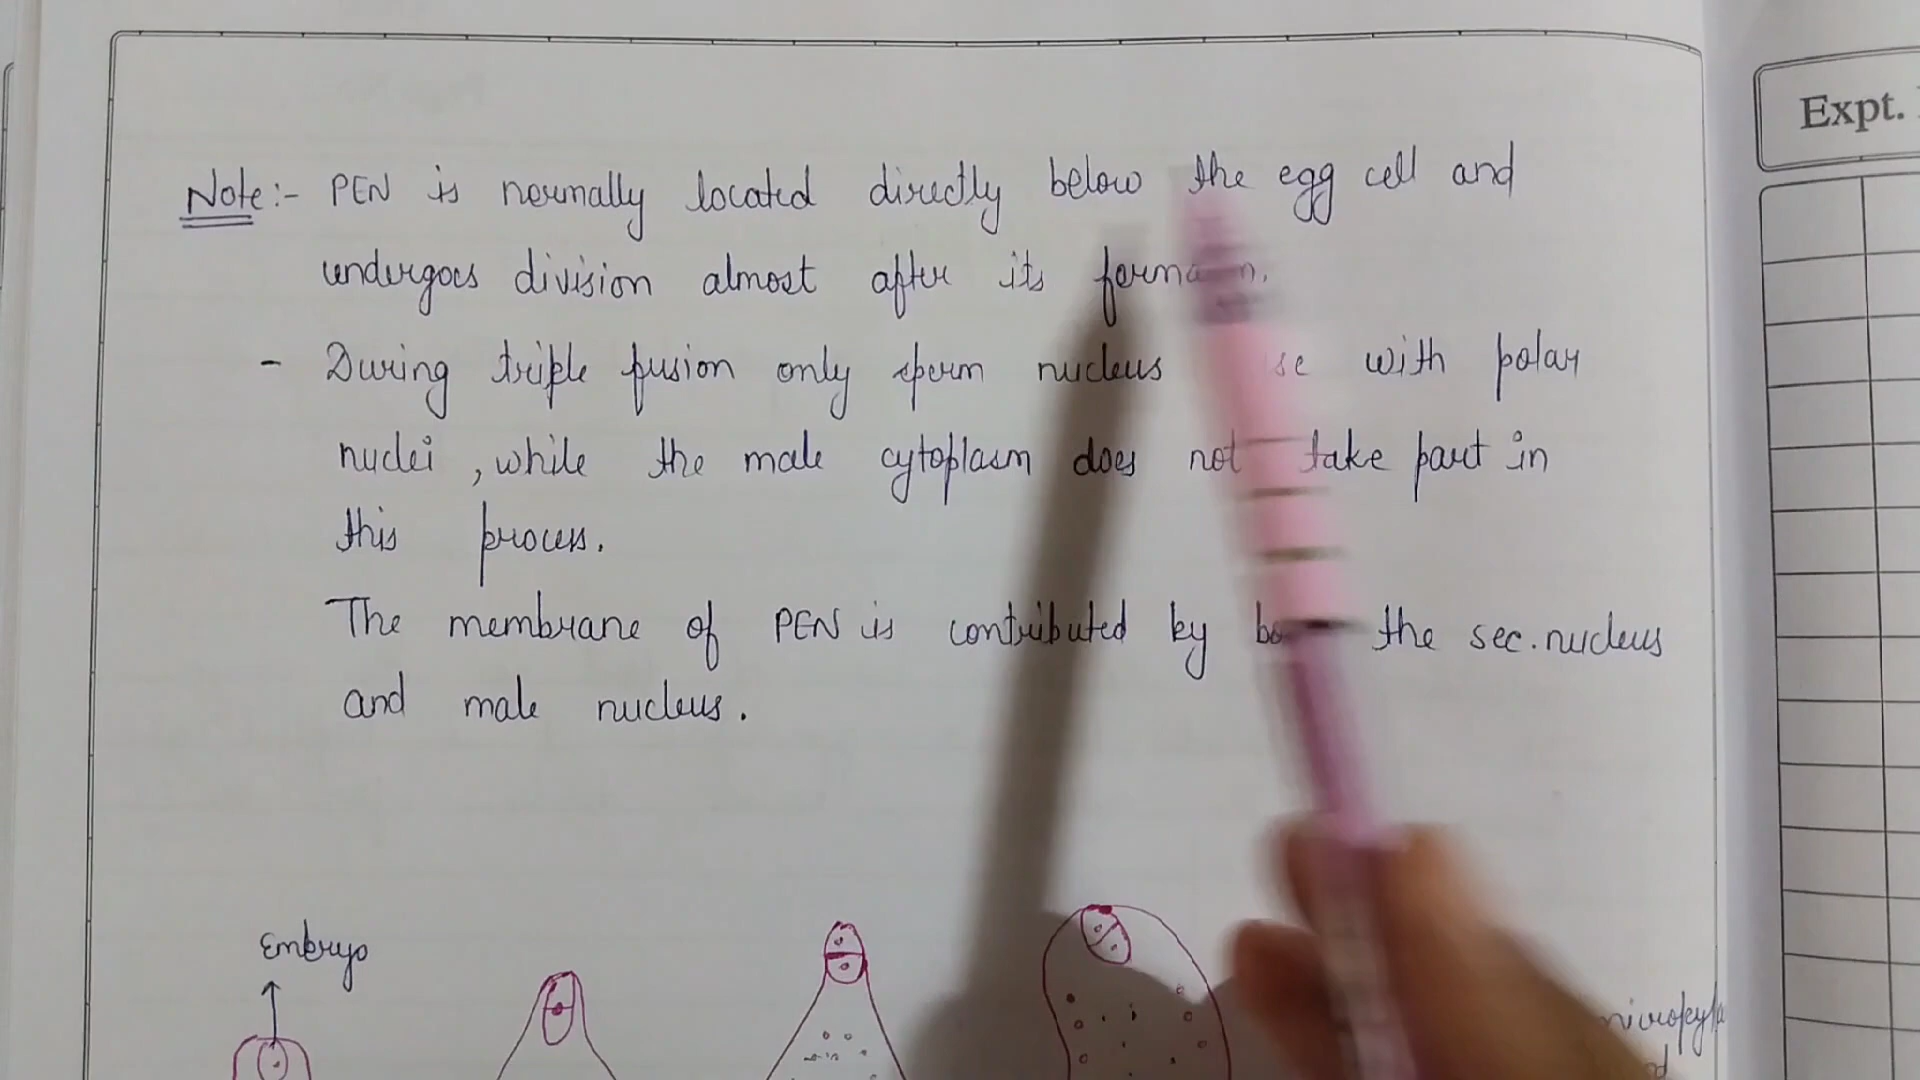 Expt.
Note:- PEN is normally located directly below the egg cell and
undergoes division almost after its
- During triple fusion only sperm nucleus with polar
nuclei , while the male cytoplasm does not take part in
this process.
The membrane of PEN is contributed by the sec. nucleus
and male nucleus.
Embryo